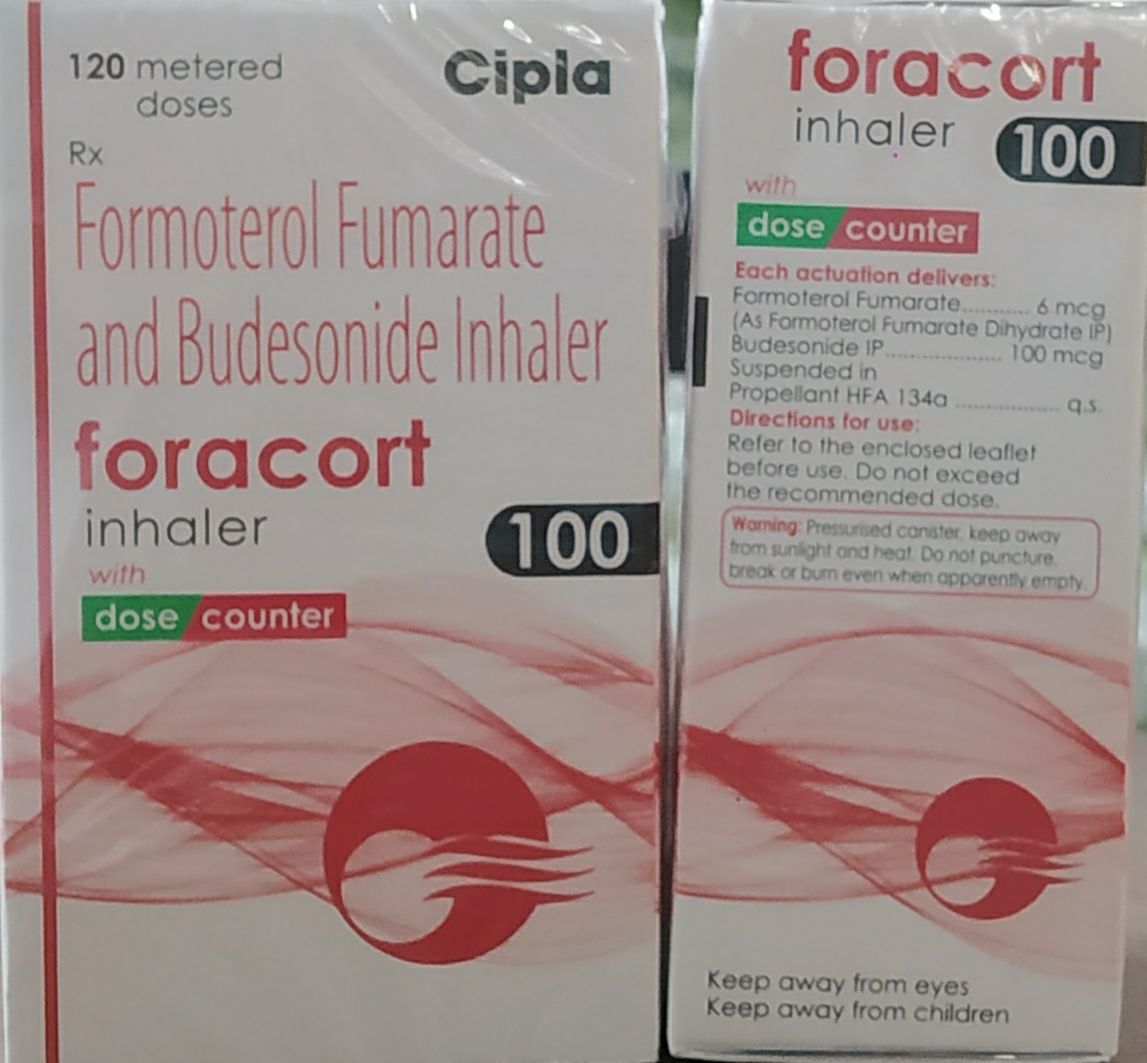 120 metered
doses
Cipla
Rx
Formoterol Fumarate
and Budesonide Inhaler
foracort
inhaler
100
with
dose counter
foracort
inhaler 100
with
dose counter
Each actuation delivers:
Formoterol Fumarate........... 6 mcg
(As Formoterol Fumarate Dihydrate IP)
Budesonide IP.................... 100 mcg
Suspended in
Propellant HFA 134a .................. q.s.
Directions for use:
Refer to the enclosed leaflet
before use. Do not exceed
the recommended dose.
Warning: Pressurised canister, keep away
from sunlight and heat. Do not puncture,
break or burn even when apparently empty.
Keep away from eyes
Keep away from children